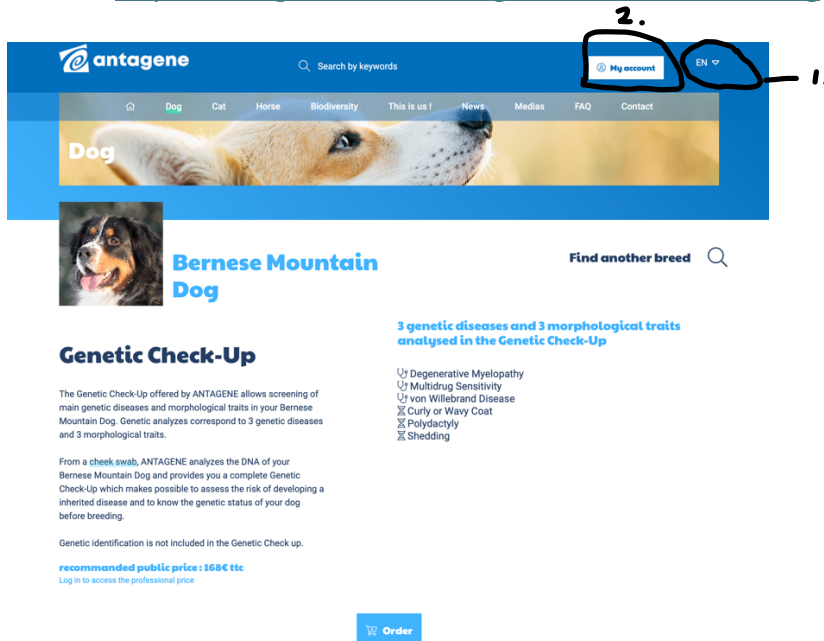 2.
antagene
Search by keywords
My account
EN
1.
Dog
Cat
Horse
Biodiversity
This is us !
News
Medias
FAQ
Contact
Dog
Bernese Mountain
Dog
Find another breed
Genetic Check-Up
The Genetic Check-Up offered by ANTAGENE allows screening of
main genetic diseases and morphological traits in your Bernese
Mountain Dog. Genetic analyzes correspond to 3 genetic diseases
and 3 morphological traits.
From a cheek swab, ANTAGENE analyzes the DNA of your
Bernese Mountain Dog and provides you a complete Genetic
Check-Up which makes possible to assess the risk of developing a
inherited disease and to know the genetic status of your dog
before breeding.
Genetic identification is not included in the Genetic Check up.
recommanded public price : 168€ ttc
Log in to access the professional price
3 genetic diseases and 3 morphological traits
analysed in the Genetic Check-Up
Degenerative Myelopathy
Multidrug Sensitivity
von Willebrand Disease
Curly or Wavy Coat
Polydactyly
Shedding
Order